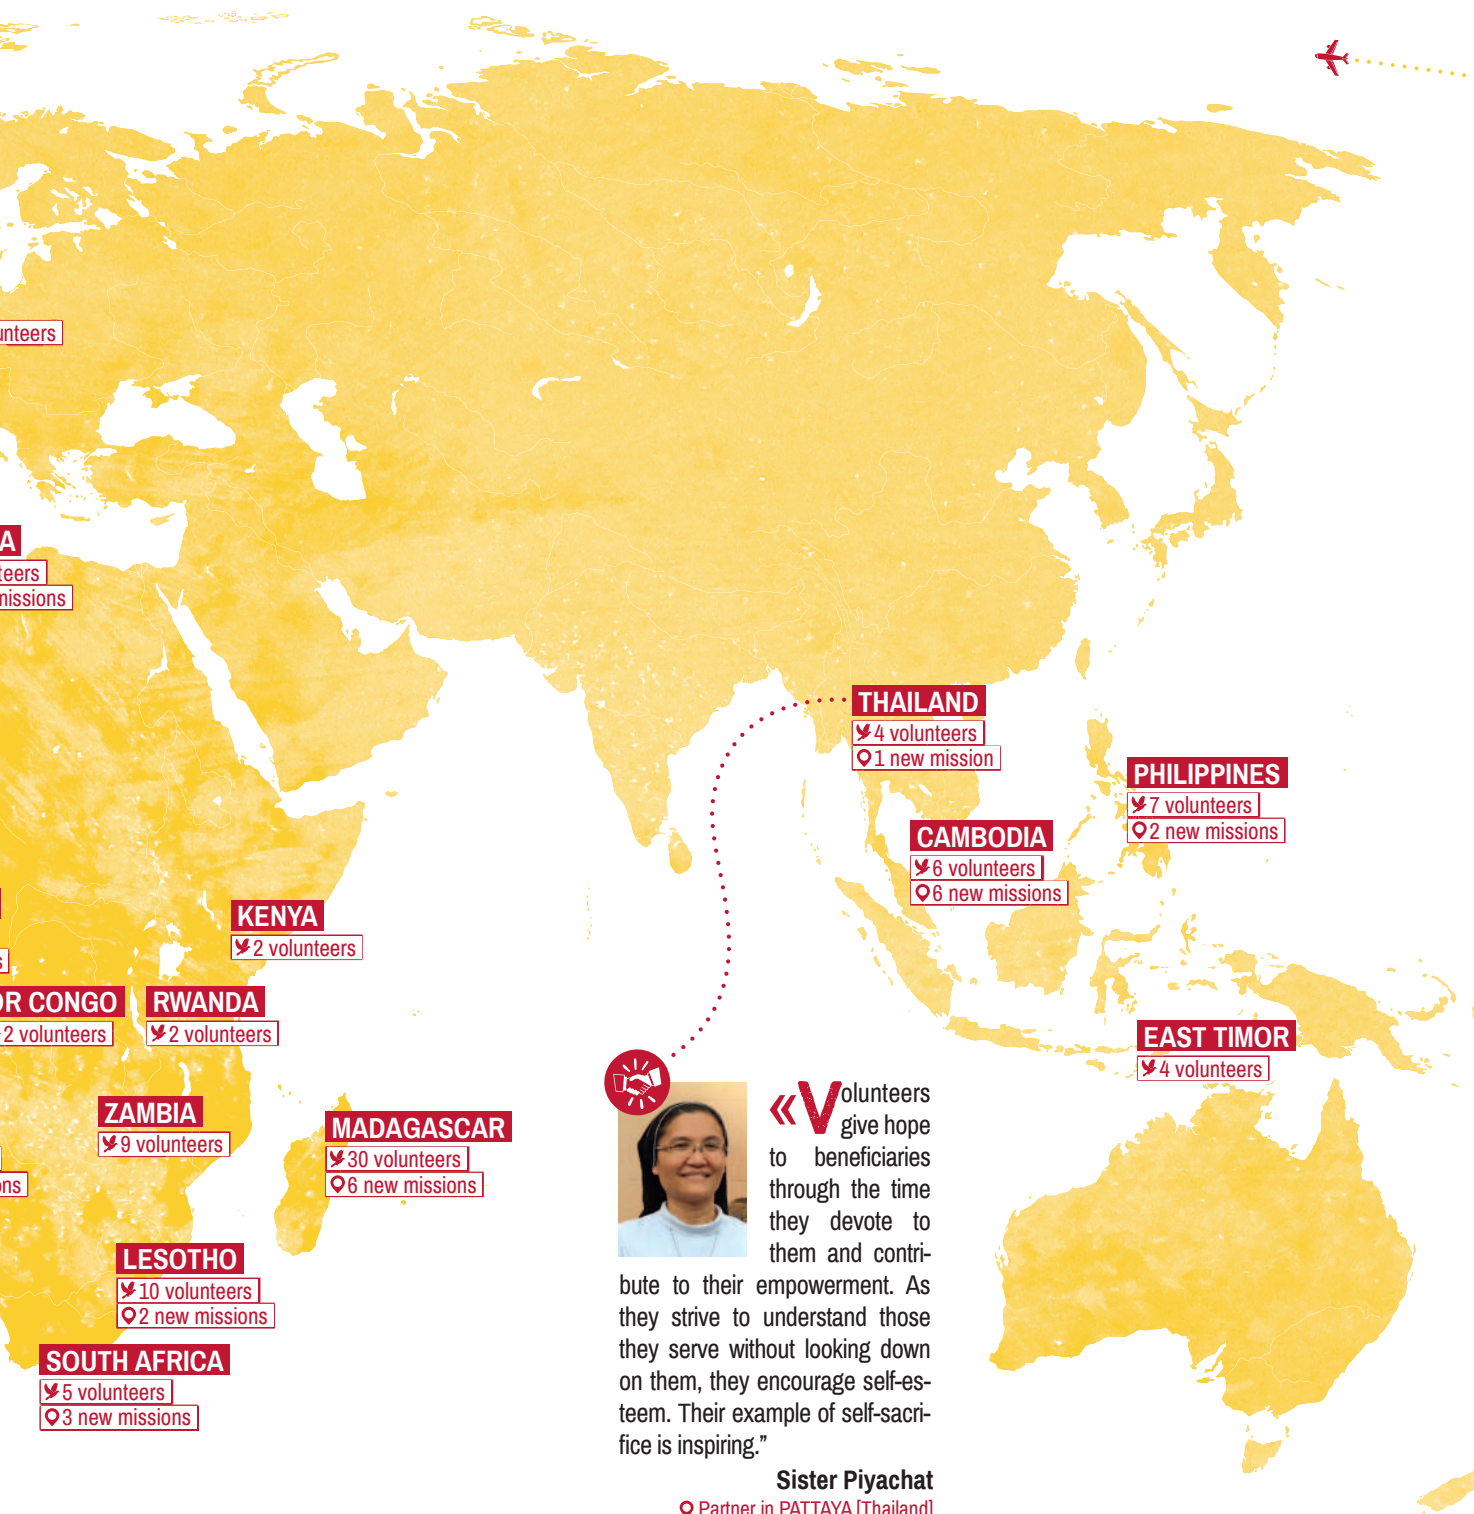 unteers
A
teers
missions
THAILAND
4 volunteers
1 new mission
PHILIPPINES
7 volunteers
2 new missions
CAMBODIA
6 volunteers
6 new missions
KENYA
2 volunteers
s
OR CONGO
2 volunteers
RWANDA
2 volunteers
EAST TIMOR
4 volunteers
ZAMBIA
9 volunteers
MADAGASCAR
30 volunteers
6 new missions
ons
LESOTHO
10 volunteers
2 new missions
SOUTH AFRICA
5 volunteers
3 new missions
«Volunteers
give hope
to beneficiaries
through the time
they devote to
them and contri-
bute to their empowerment. As
they strive to understand those
they serve without looking down
on them, they encourage self-es-
teem. Their example of self-sacri-
fice is inspiring.”
Sister Piyachat
Partner in PATTAYA [Thailand]